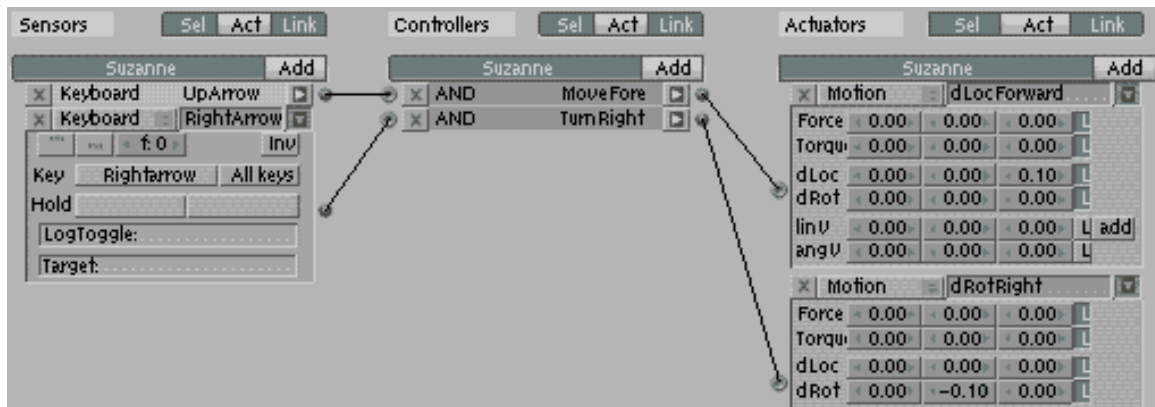 Sensors Sel Act Link Controllers Sel Act Link Actuators Sel Act Link
Suzanne Add Suzanne Add Suzanne Add
X Keyboard UpArrow X AND MoveFore X Motion dLocForward
X Keyboard RightArrow X AND TurnRight Force 0.00 0.00 0.00 L
f: 0 Inv Torqu 0.00 0.00 0.00 L
Key Rightarrow All keys dLoc 0.00 0.00 0.10 L
Hold dRot 0.00 0.00 0.00 L
LogToggle: linV 0.00 0.00 0.00 L add
Target: angV 0.00 0.00 0.00 L
X Motion dRotRight
Force 0.00 0.00 0.00 L
Torqu 0.00 0.00 0.00 L
dLoc 0.00 0.00 0.00 L
dRot 0.00 -0.10 0.00 L